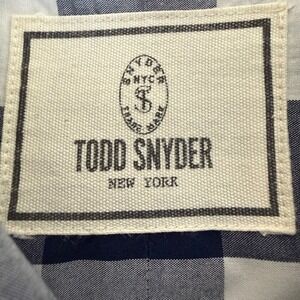 SNYDER
NYC
TS
TRADE MARK
TODD SNYDER
NEW YORK